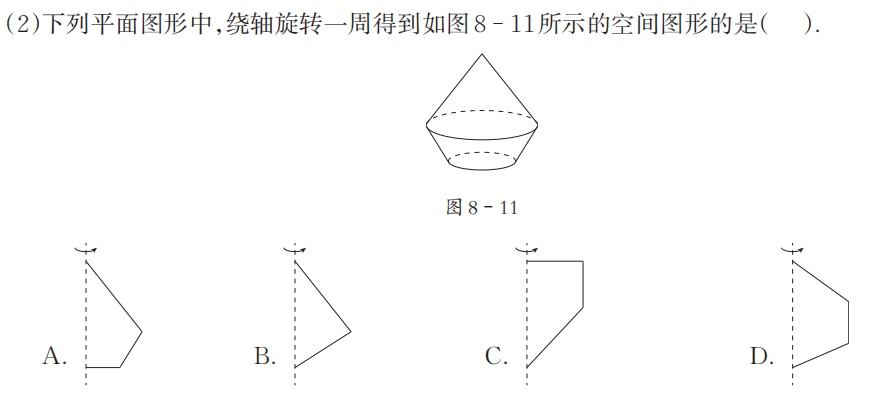 (2)下列平面图形中,绕轴旋转一周得到如图8-11所示的空间图形的是(  ).
图8-11
A. B. C. D.